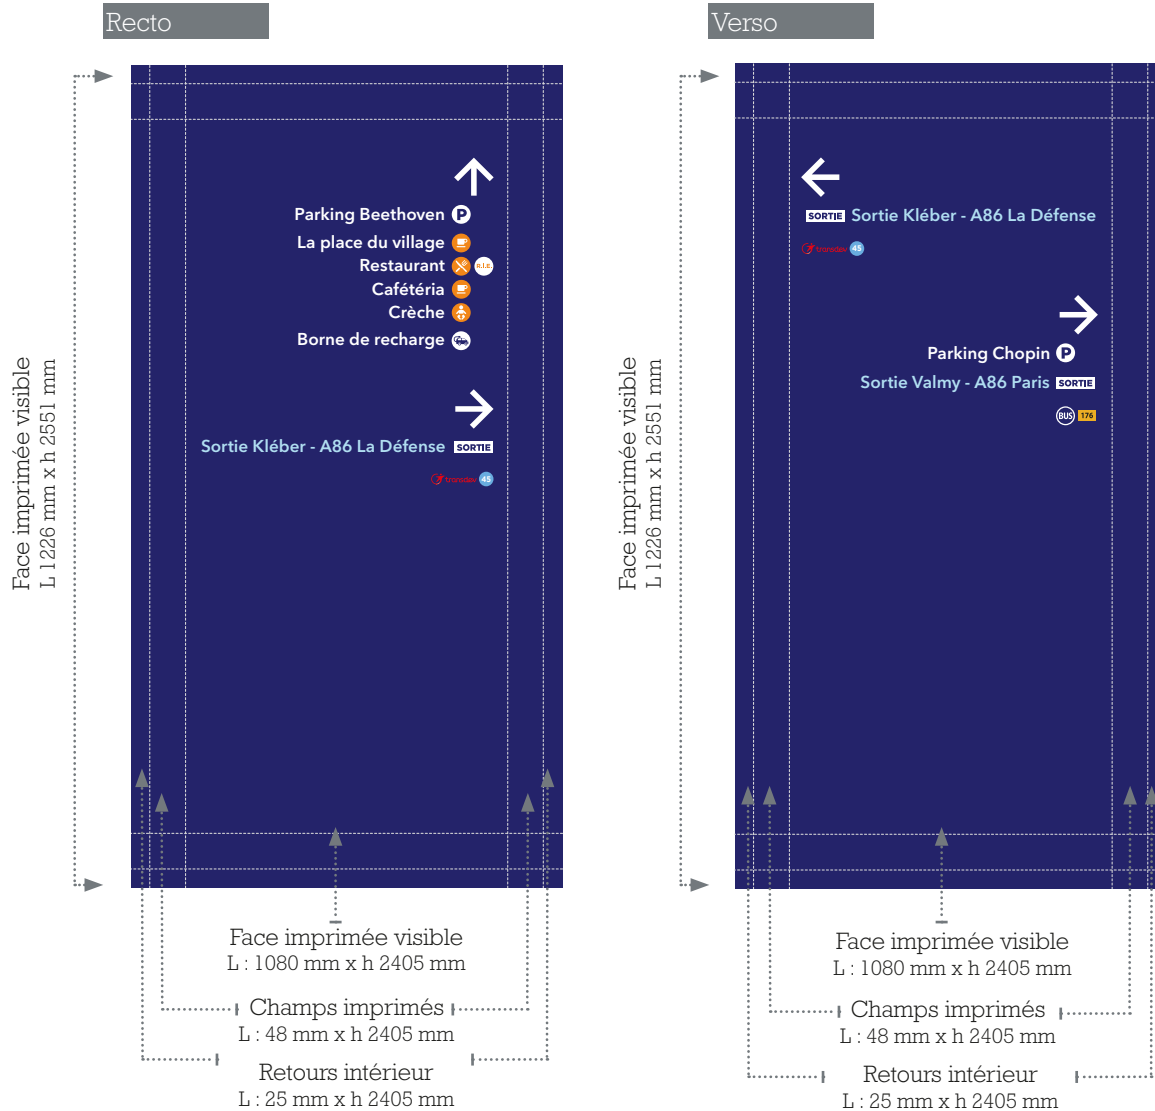 Recto
Face imprimée visible
L 1226 mm x h 2551 mm
Parking Beethoven P
La place du village
Restaurant R.I.E.
Cafétéria
Crèche
Borne de recharge
Sortie Kléber - A86 La Défense SORTIE
transdev 45
Face imprimée visible
L : 1080 mm x h 2405 mm
Champs imprimés
L : 48 mm x h 2405 mm
Retours intérieur
L : 25 mm x h 2405 mm
Verso
Face imprimée visible
L 1226 mm x h 2551 mm
SORTIE Sortie Kléber - A86 La Défense
transdev 45
Parking Chopin P
Sortie Valmy - A86 Paris SORTIE
BUS 176
Face imprimée visible
L : 1080 mm x h 2405 mm
Champs imprimés
L : 48 mm x h 2405 mm
Retours intérieur
L : 25 mm x h 2405 mm